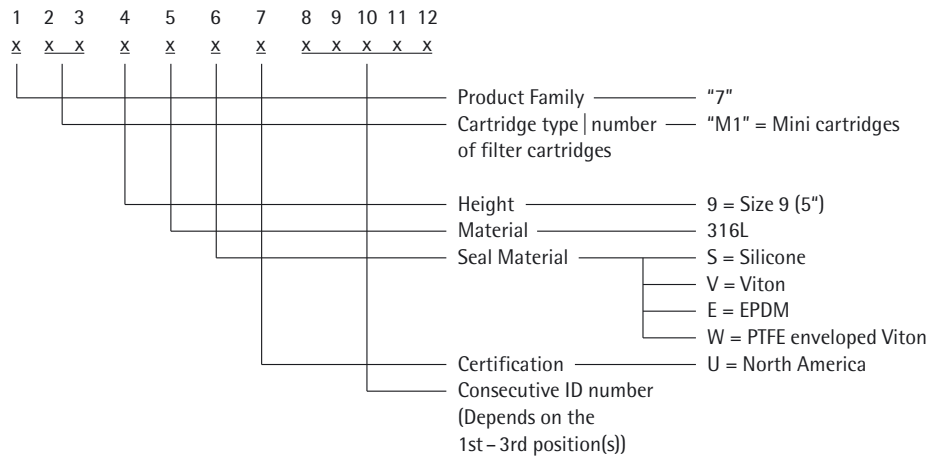 1 2 3 4 5 6 7 8 9 10 11 12
x x x x x x x x x x x x
Product Family "7"
Cartridge type | number "M1" = Mini cartridges
of filter cartridges
Height 9 = Size 9 (5“)
Material 316L
Seal Material S = Silicone
V = Viton
E = EPDM
W = PTFE enveloped Viton
Certification U = North America
Consecutive ID number
(Depends on the
1st – 3rd position(s))